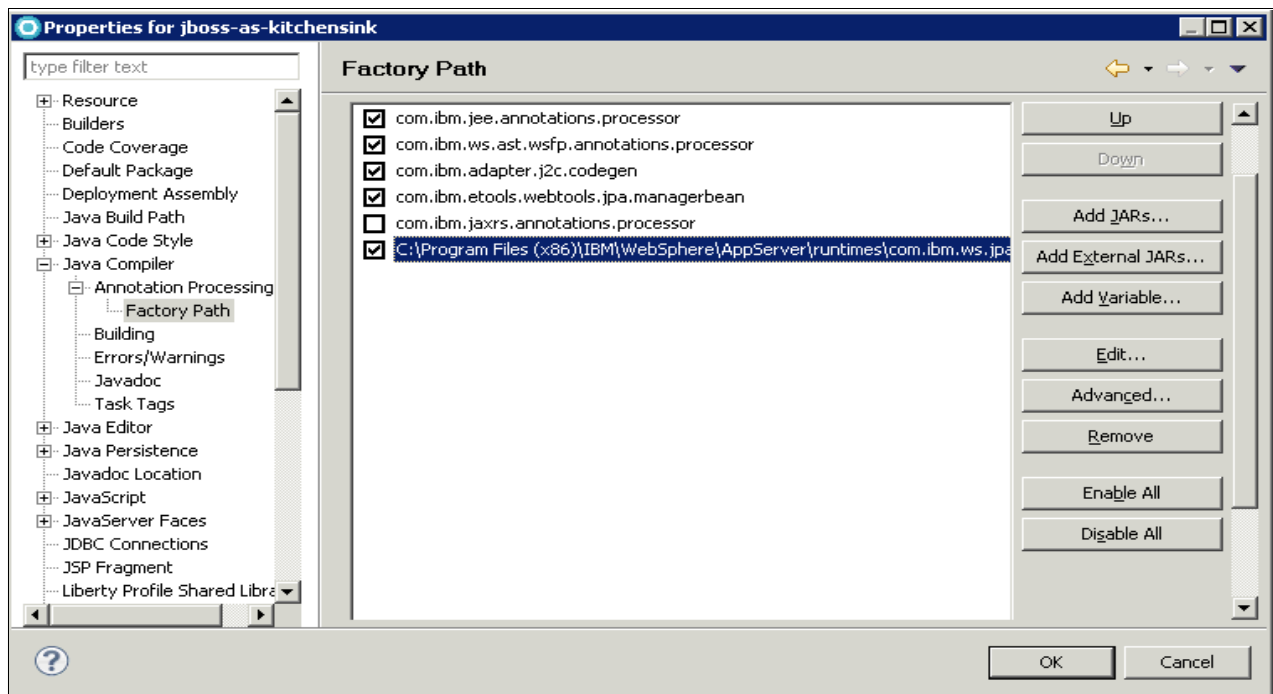 Properties for jboss-as-kitchensink
type filter text
Factory Path
Resource
Builders
Code Coverage
Default Package
Deployment Assembly
Java Build Path
Java Code Style
Java Compiler
Annotation Processing
Factory Path
Building
Errors/Warnings
Javadoc
Task Tags
Java Editor
Java Persistence
Javadoc Location
JavaScript
JavaServer Faces
JDBC Connections
JSP Fragment
Liberty Profile Shared Libra
com.ibm.jee.annotations.processor
com.ibm.ws.ast.wsfp.annotations.processor
com.ibm.adapter.j2c.codegen
com.ibm.etools.webtools.jpa.managerbean
com.ibm.jaxrs.annotations.processor
C:\Program Files (x86)\IBM\WebSphere\AppServer\runtimes\com.ibm.ws.jpa
Up
Down
Add JARs...
Add External JARs...
Add Variable...
Edit...
Advanced...
Remove
Enable All
Disable All
?
OK
Cancel